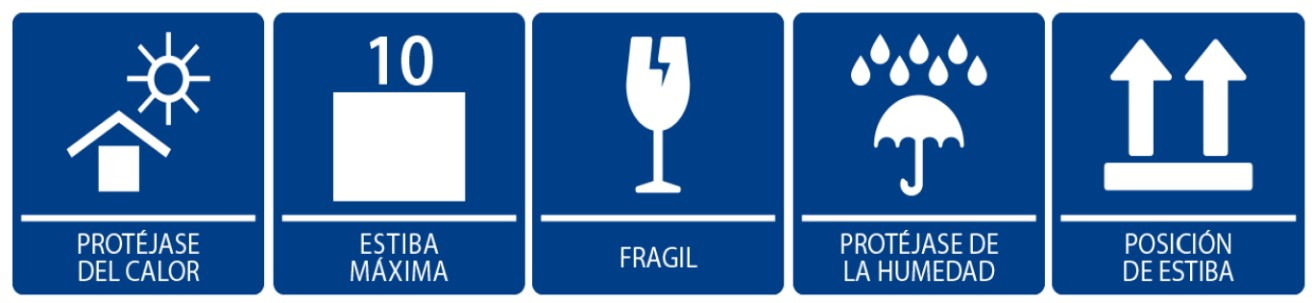 PROTÉJASE
DEL CALOR
10
ESTIBA
MÁXIMA
FRAGIL
PROTÉJASE DE
LA HUMEDAD
POSICIÓN
DE ESTIBA